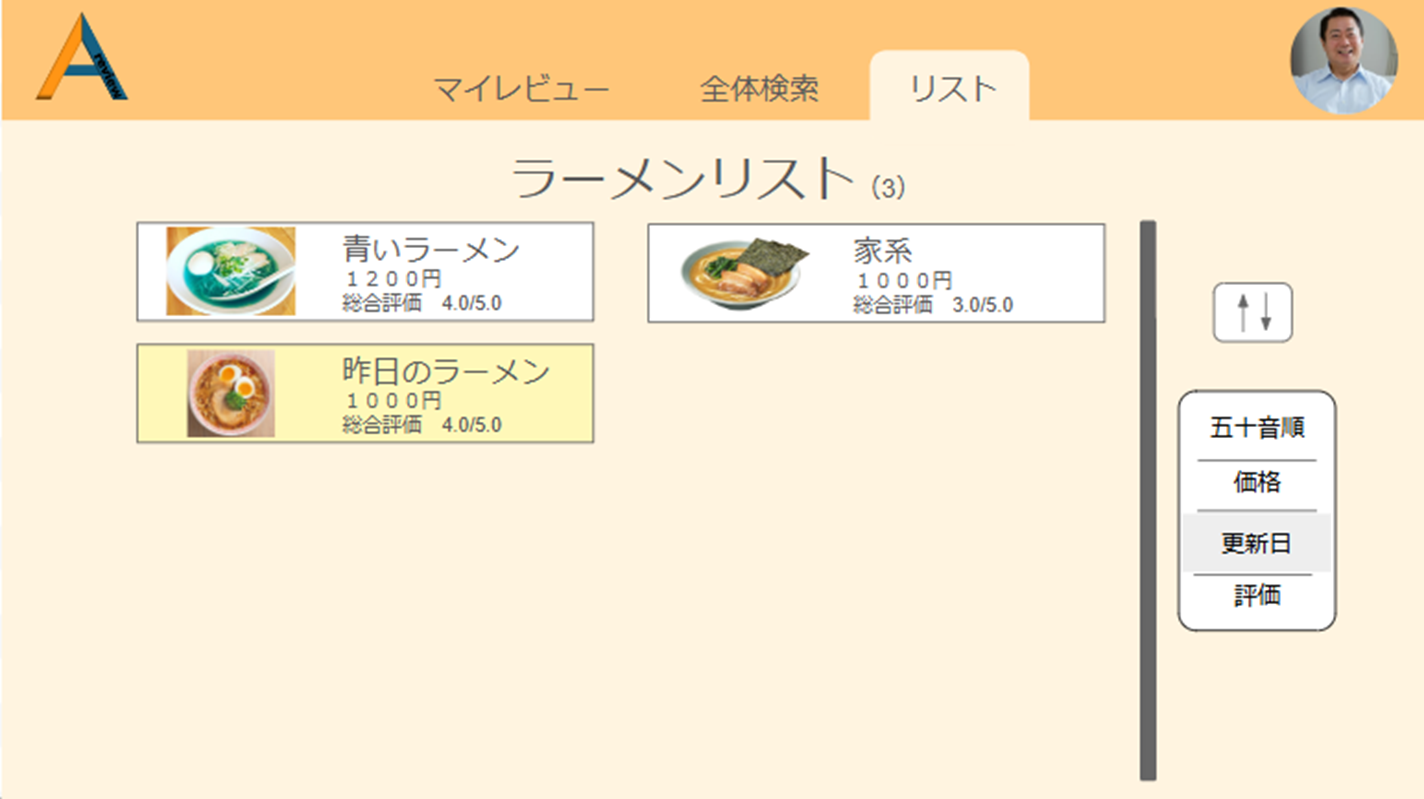 Areview
マイレビュー
全体検索
リスト
ラーメンリスト（3）
青いラーメン
１２００円
総合評価　4.0/5.0
家系
１０００円
総合評価　3.0/5.0
昨日のラーメン
１０００円
総合評価　4.0/5.0
五十音順
価格
更新日
評価